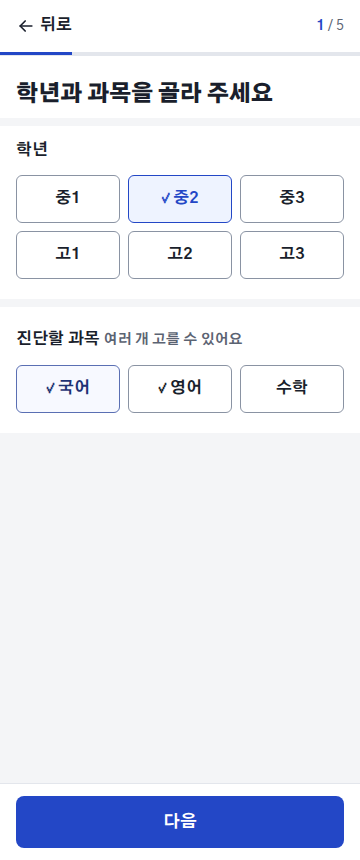 ← 뒤로 1 / 5
학년과 과목을 골라 주세요
학년
중1 ✓ 중2 중3
고1 고2 고3
진단할 과목 여러 개 고를 수 있어요
✓ 국어 ✓ 영어 수학
다음